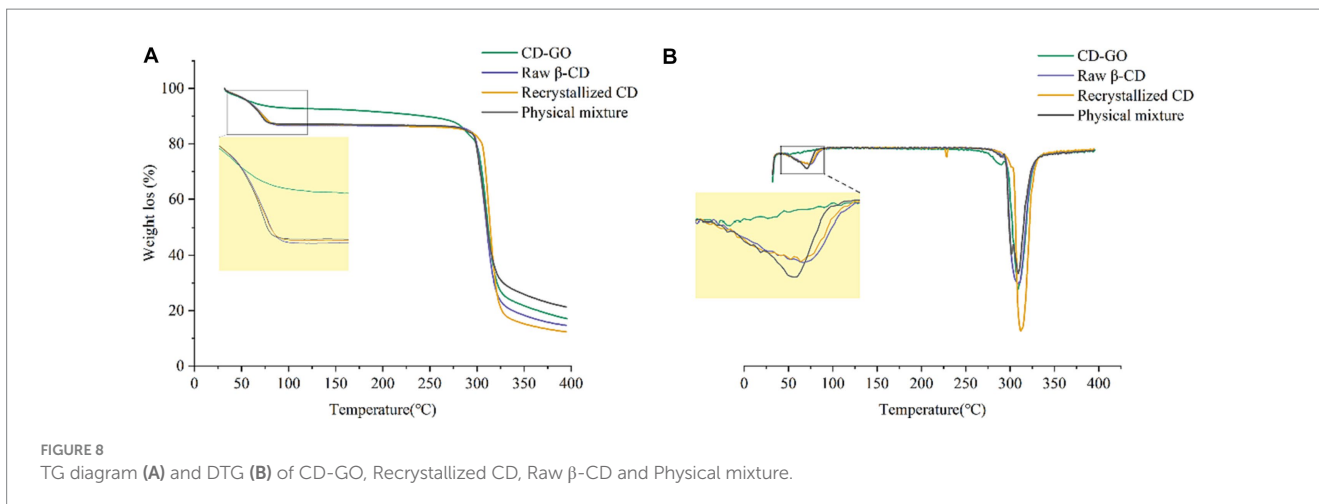 A
CD-GO
Raw β-CD
Recrystallized CD
Physical mixture
100
80
60
40
20
0
Weight los (%)
0 50 100 150 200 250 300 350 400
Temperature(°C)
B
CD-GO
Raw β-CD
Recrystallized CD
Physical mixture
0 50 100 150 200 250 300 350 400
Temperature(°C)
FIGURE 8
TG diagram (A) and DTG (B) of CD-GO, Recrystallized CD, Raw β-CD and Physical mixture.